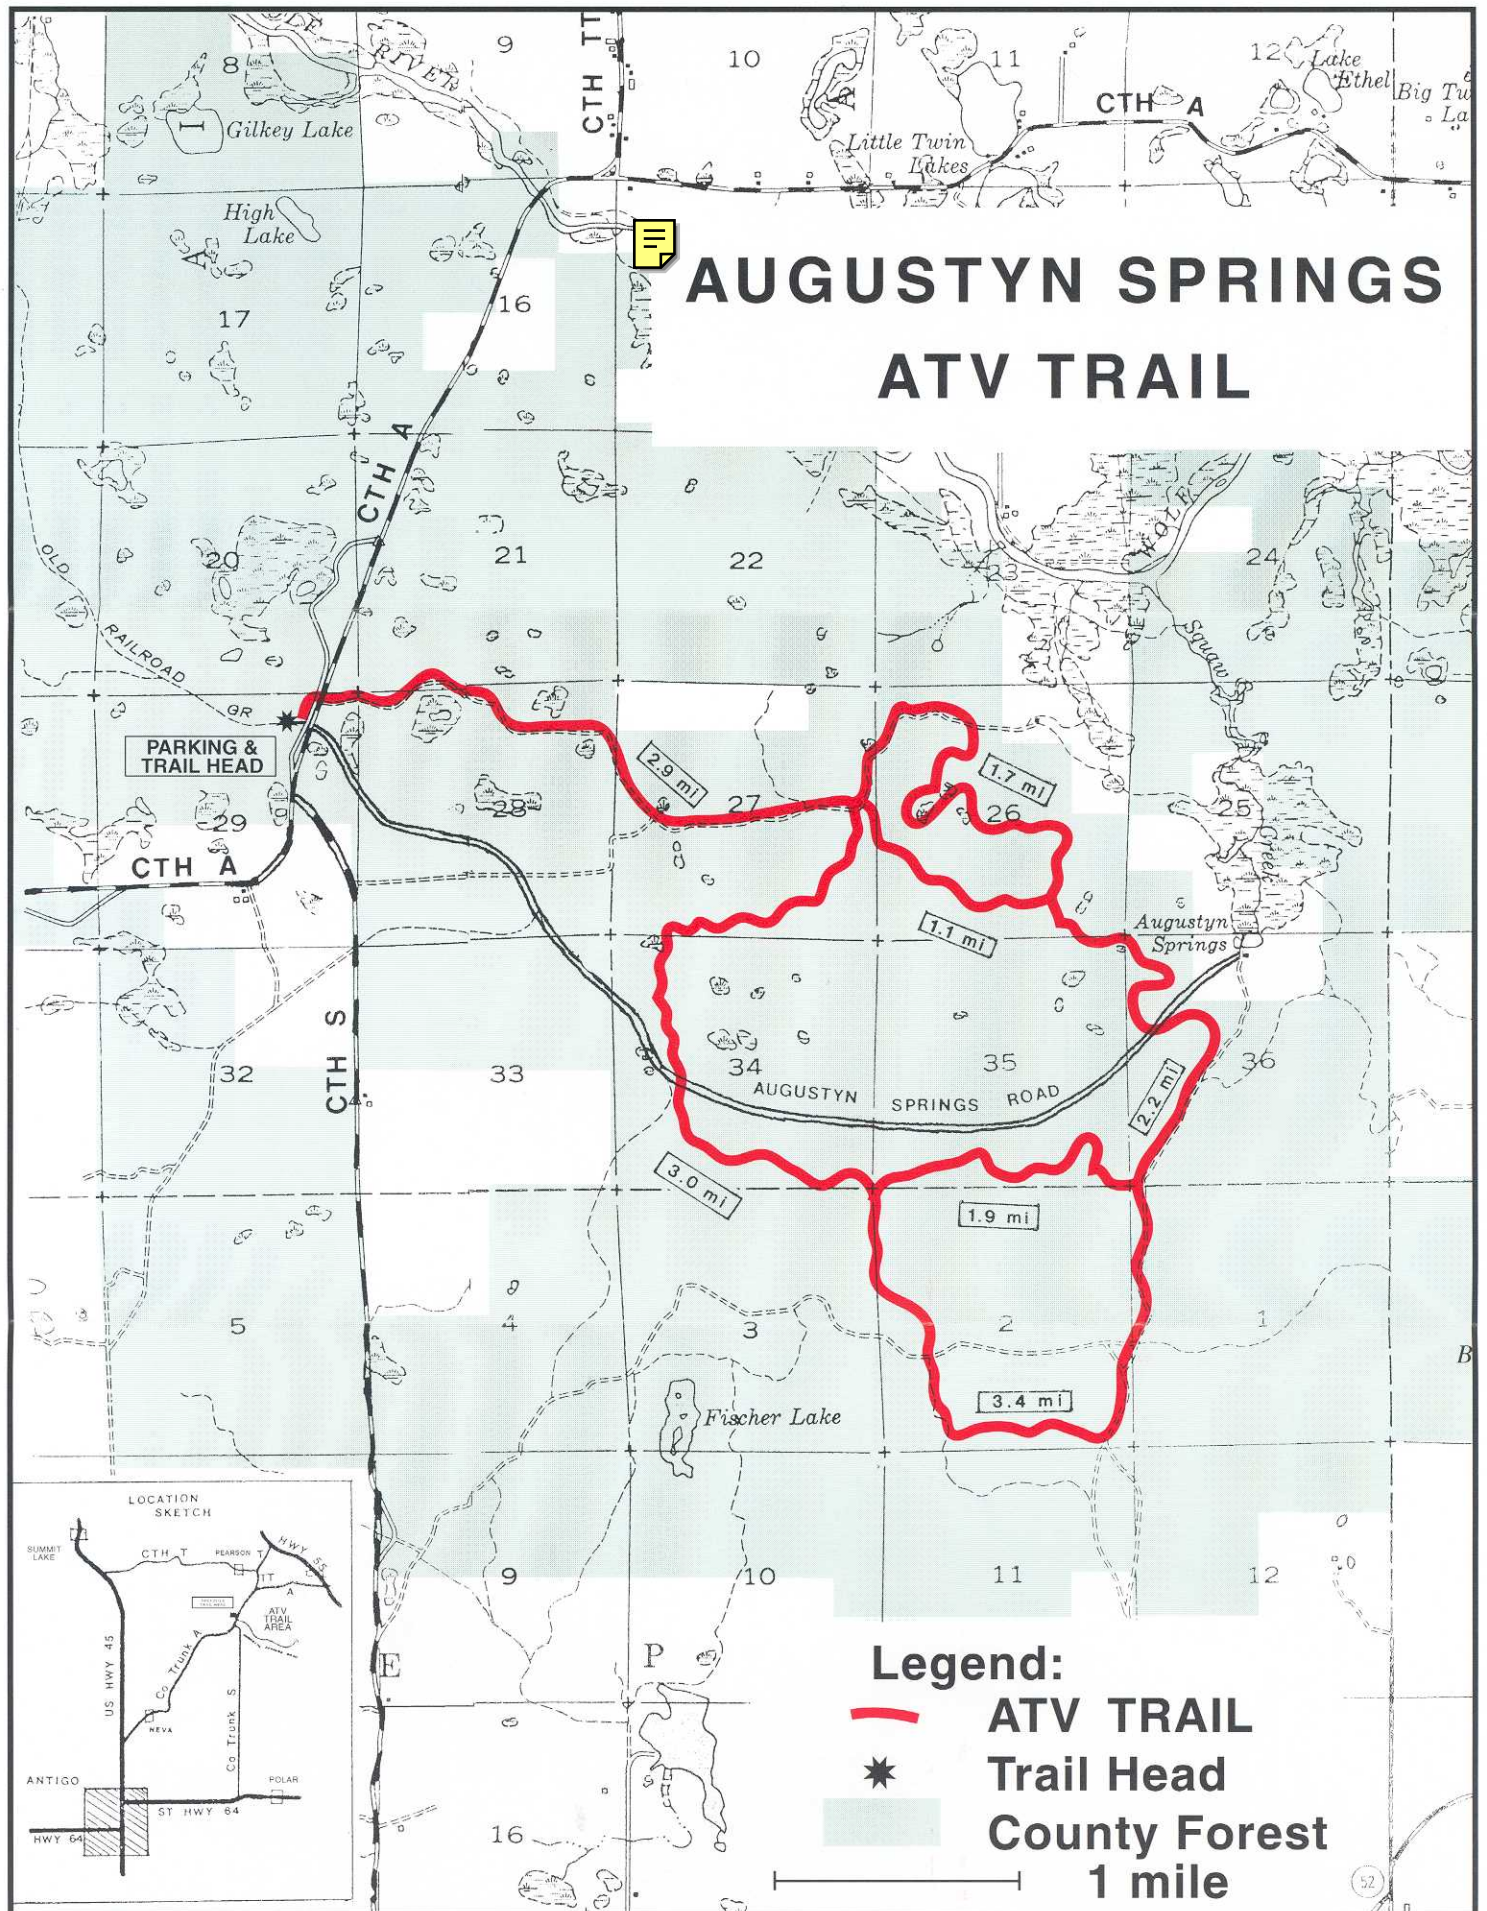 8
9
10
11
12
RIVER
CTH TT
Lake
Ethel
CTH A
Gilkey Lake
Little Twin
Lakes
High
Lake
AUGUSTYN SPRINGS
ATV TRAIL
17
16
CTH A
WOLF
20
21
22
23
24
OLD
RAILROAD
GR
Squaw
PARKING &
TRAIL HEAD
2.9 mi
1.7 mi
29
28
27
26
25
CTH A
Creek
1.1 mi
Augustyn
Springs
CTH S
32
33
34
35
36
AUGUSTYN SPRINGS ROAD
2.2 mi
3.0 mi
1.9 mi
5
4
3
2
1
B
3.4 mi
Fischer Lake
LOCATION
SKETCH
SUMMIT
LAKE
CTH T
PEARSON
T
HWY 55
TT
A
ATV
TRAIL
AREA
US HWY 45
Co Trunk A
Co Trunk S
NEVA
ANTIGO
POLAR
ST HWY 64
HWY 64
9
10
11
12
E
P
16
Legend:
ATV TRAIL
Trail Head
County Forest
1 mile
52